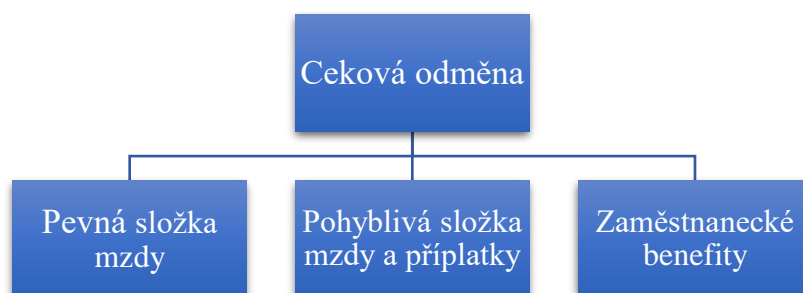 Ceková odměna
Pevná složka
mzdy
Pohyblivá složka
mzdy a příplatky
Zaměstnanecké
benefity